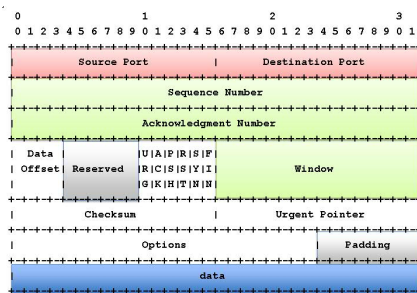 0 1 2 3
0 1 2 3 4 5 6 7 8 9 0 1 2 3 4 5 6 7 8 9 0 1 2 3 4 5 6 7 8 9 0 1
+-+-+-+-+-+-+-+-+-+-+-+-+-+-+-+-+-+-+-+-+-+-+-+-+-+-+-+-+-+-+-+-
| Source Port | Destination Port
+-+-+-+-+-+-+-+-+-+-+-+-+-+-+-+-+-+-+-+-+-+-+-+-+-+-+-+-+-+-+-+-
| Sequence Number
+-+-+-+-+-+-+-+-+-+-+-+-+-+-+-+-+-+-+-+-+-+-+-+-+-+-+-+-+-+-+-+-
| Acknowledgment Number
+-+-+-+-+-+-+-+-+-+-+-+-+-+-+-+-+-+-+-+-+-+-+-+-+-+-+-+-+-+-+-+-
| Data | |U|A|P|R|S|F|
| Offset| Reserved |R|C|S|S|Y|I| Window
| | |G|K|H|T|N|N|
+-+-+-+-+-+-+-+-+-+-+-+-+-+-+-+-+-+-+-+-+-+-+-+-+-+-+-+-+-+-+-+-
| Checksum | Urgent Pointer
+-+-+-+-+-+-+-+-+-+-+-+-+-+-+-+-+-+-+-+-+-+-+-+-+-+-+-+-+-+-+-+-
| Options | Padding
+-+-+-+-+-+-+-+-+-+-+-+-+-+-+-+-+-+-+-+-+-+-+-+-+-+-+-+-+-+-+-+-
| data
+-+-+-+-+-+-+-+-+-+-+-+-+-+-+-+-+-+-+-+-+-+-+-+-+-+-+-+-+-+-+-+-